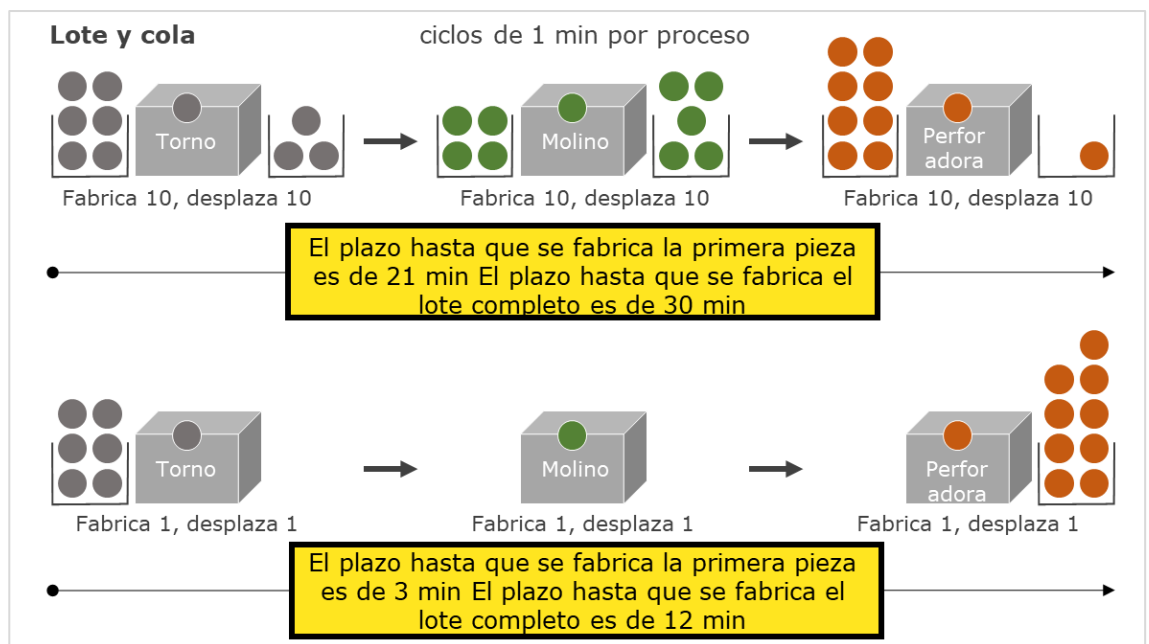 Lote y cola
ciclos de 1 min por proceso
Torno
Molino
Perfor
adora
Fabrica 10, desplaza 10
Fabrica 10, desplaza 10
Fabrica 10, desplaza 10
El plazo hasta que se fabrica la primera pieza
es de 21 min El plazo hasta que se fabrica el
lote completo es de 30 min
Torno
Molino
Perfor
adora
Fabrica 1, desplaza 1
Fabrica 1, desplaza 1
Fabrica 1, desplaza 1
El plazo hasta que se fabrica la primera pieza
es de 3 min El plazo hasta que se fabrica el
lote completo es de 12 min